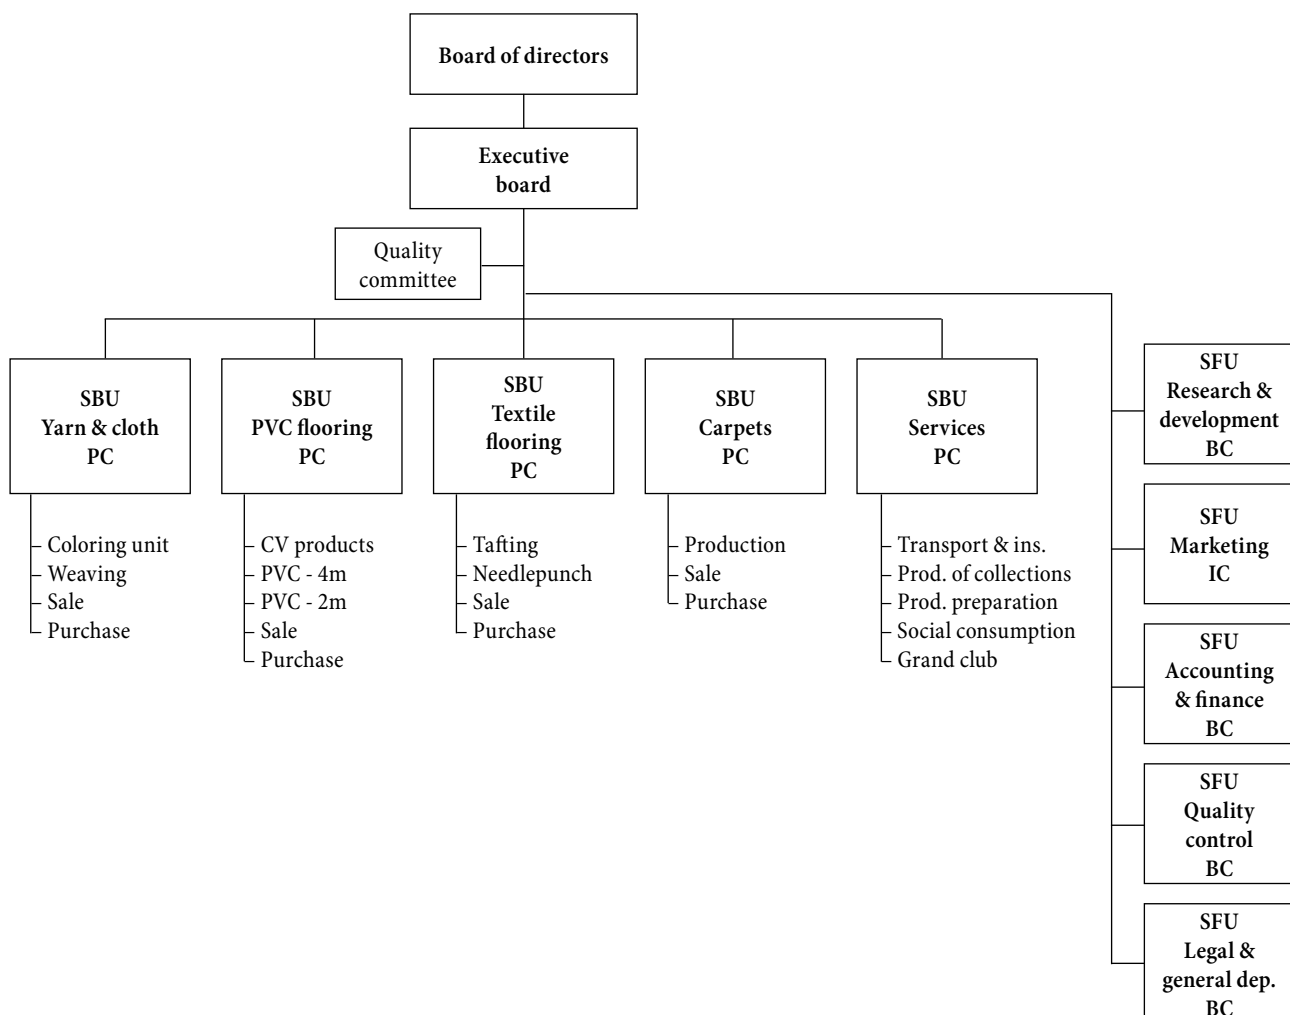 Board of directors
Executive
board
Quality
committee
SBU
Yarn & cloth
PC
SBU
PVC flooring
PC
SBU
Textile
flooring
PC
SBU
Carpets
PC
SBU
Services
PC
Coloring unit
Weaving
Sale
Purchase
CV products
PVC - 4m
PVC - 2m
Sale
Purchase
Tafting
Needlepunch
Sale
Purchase
Production
Sale
Purchase
Transport & ins.
Prod. of collections
Prod. preparation
Social consumption
Grand club
SFU
Research &
development
BC
SFU
Marketing
IC
SFU
Accounting
& finance
BC
SFU
Quality
control
BC
SFU
Legal &
general dep.
BC